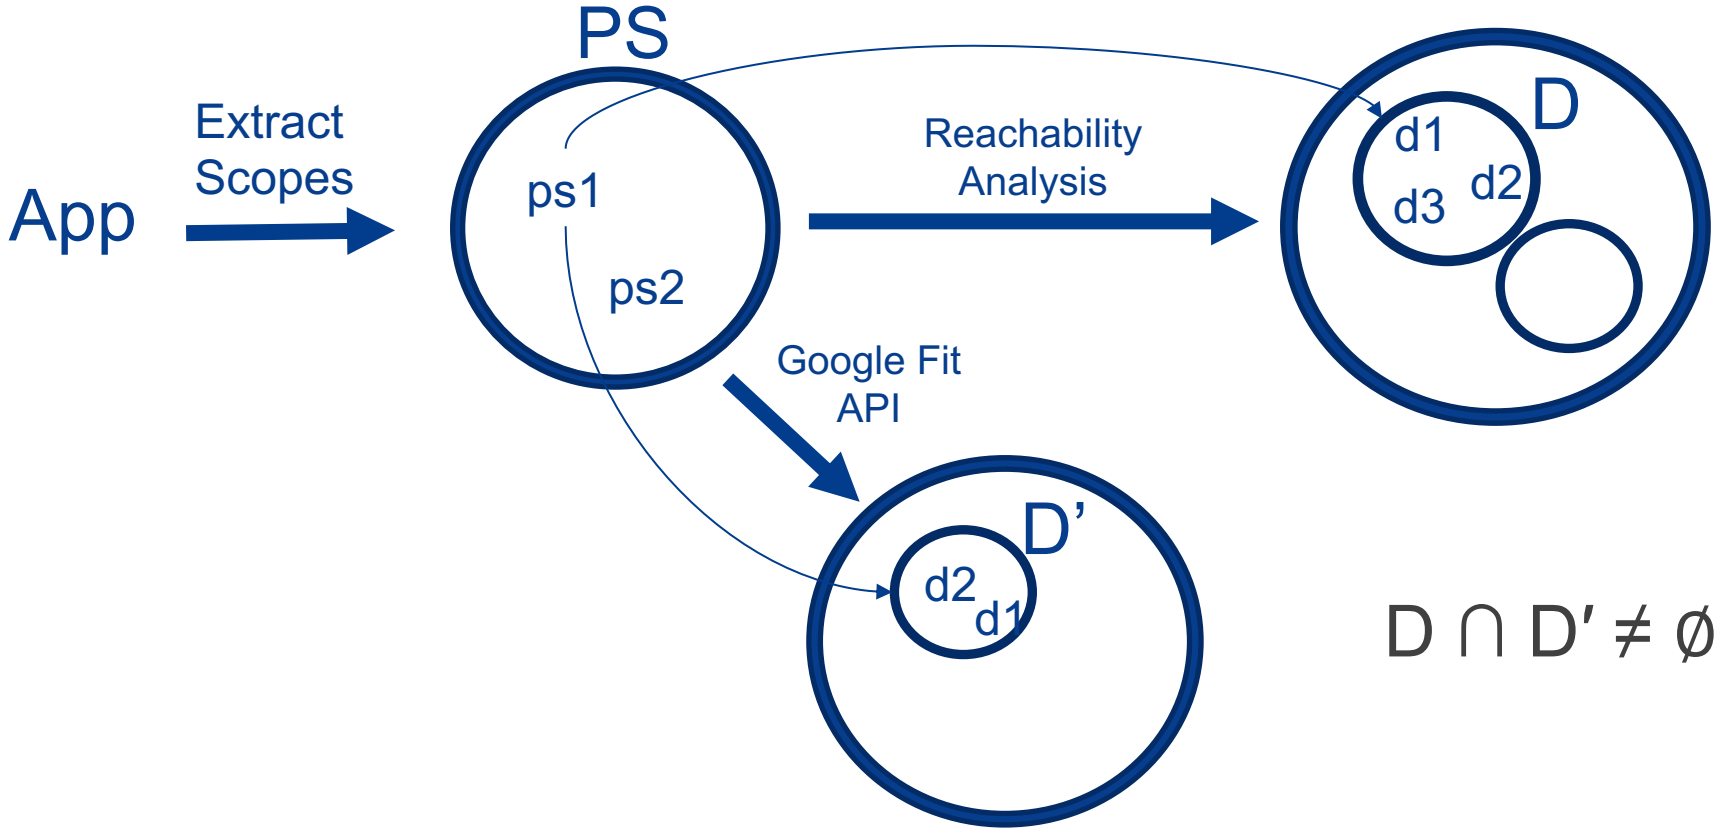 PS
Extract
Scopes
App
ps1
ps2
Reachability
Analysis
D
d1
d2
d3
Google Fit
API
D’
d2
d1
D ∩ D′ ≠ ∅